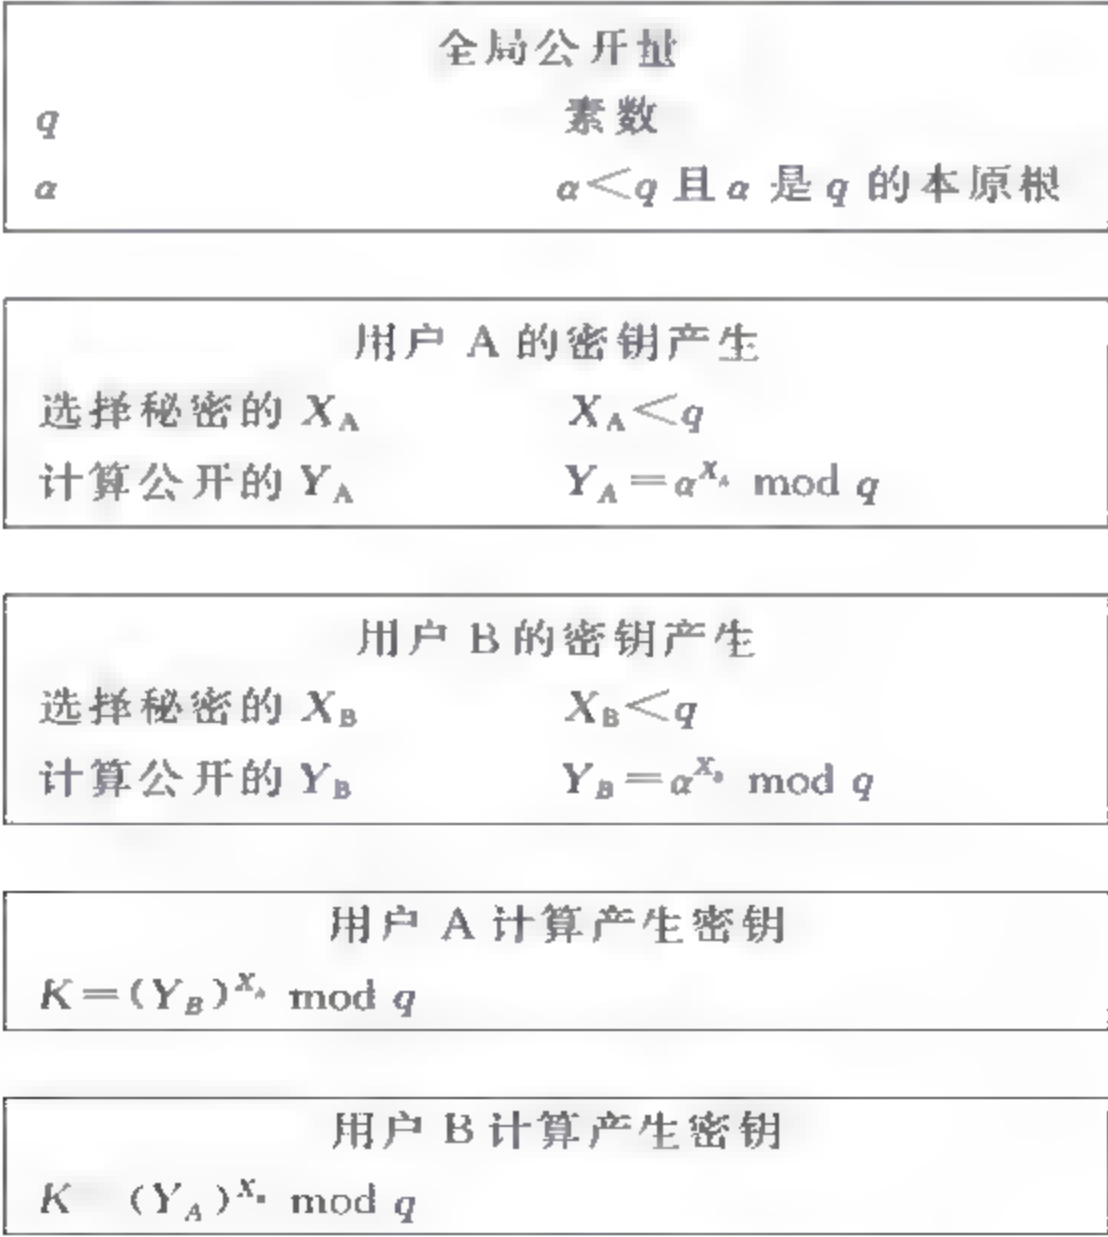 全局公开量
q 素数
α α<q 且 α 是 q 的本原根
用户 A 的密钥产生
选择秘密的 X_A X_A<q
计算公开的 Y_A Y_A=α^{X_A} mod q
用户 B 的密钥产生
选择秘密的 X_B X_B<q
计算公开的 Y_B Y_B=α^{X_B} mod q
用户 A 计算产生密钥
K=(Y_B)^{X_A} mod q
用户 B 计算产生密钥
K (Y_A)^{X_B} mod q